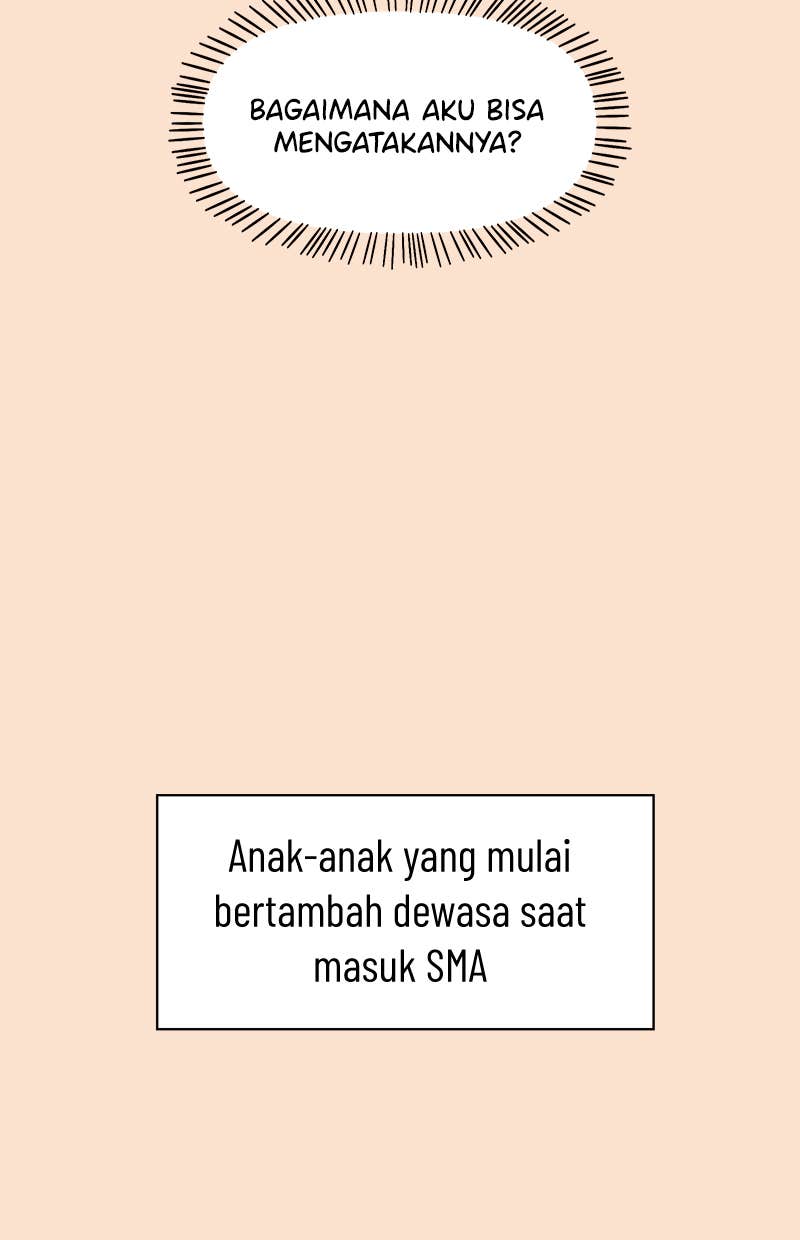 BAGAIMANA AKU BISA
MENGATAKANNYA?
Anak-anak yang mulai
bertambah dewasa saat
masuk SMA